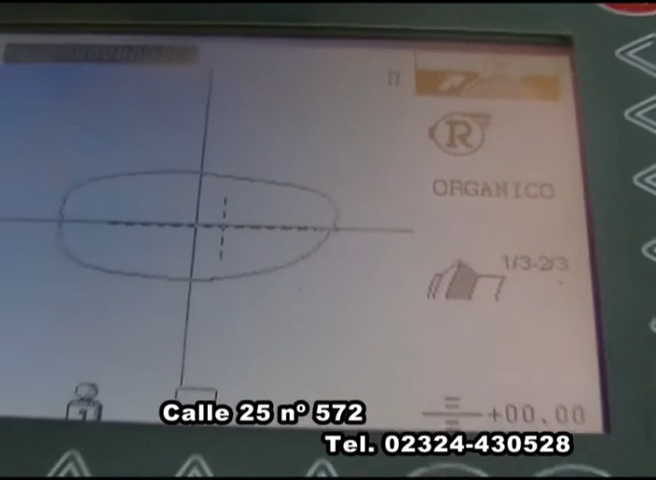 R
ORGANICO
1/3-2/3
+00.00
Calle 25 nº 572
Tel. 02324-430528